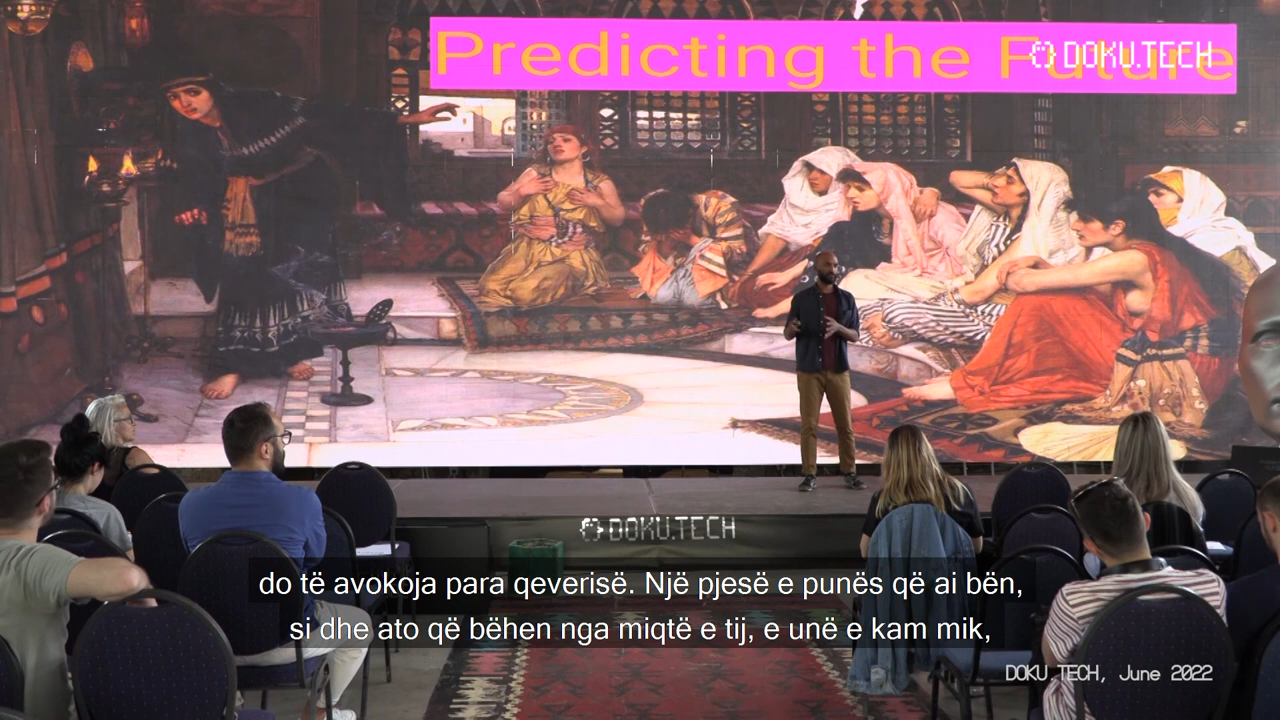 Predicting the Future
DOKU.TECH
DOKU.TECH
do të avokoja para qeverisë. Një pjesë e punës që ai bën,
si dhe ato që bëhen nga miqtë e tij, e unë e kam mik,
DOKU.TECH, June 2022